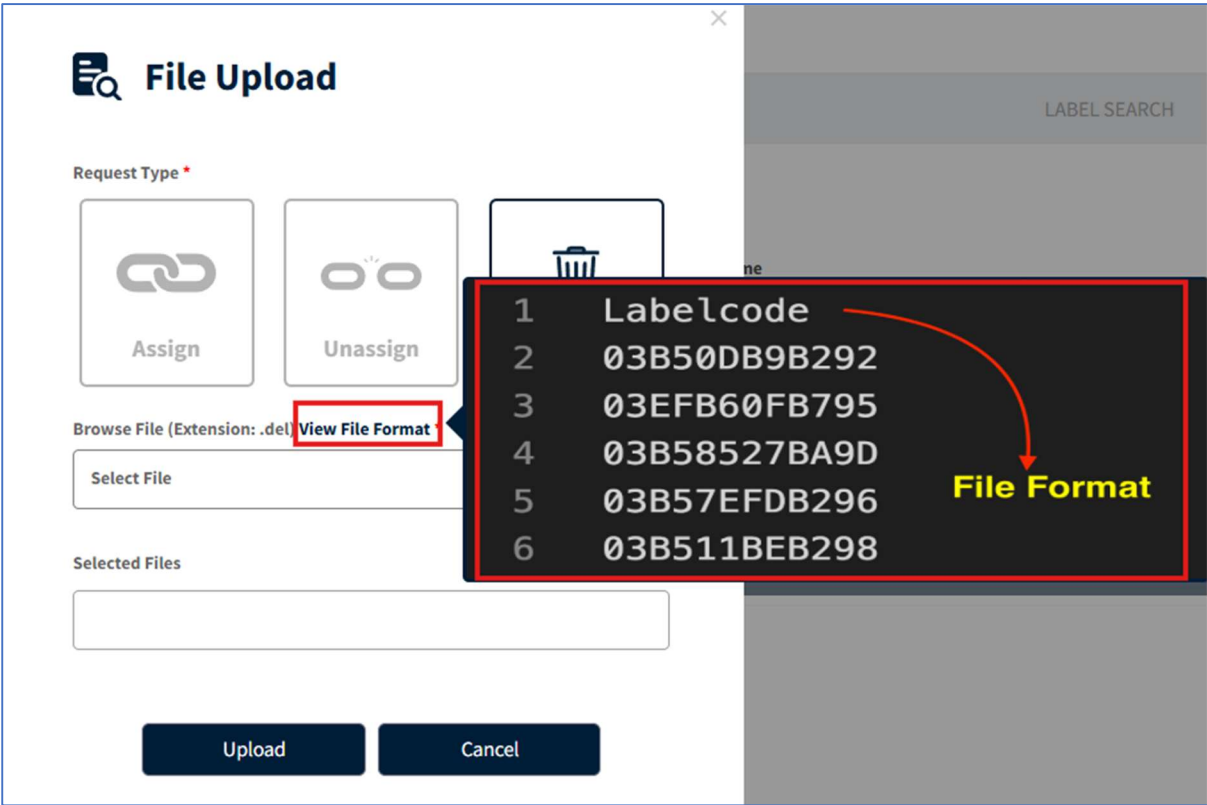 File Upload
LABEL SEARCH
Request Type *
Assign
Unassign
ne
1 Labelcode
2 03B50DB9B292
3 03EFB60FB795
4 03B58527BA9D
5 03B57EFDB296
6 03B511BEB298
File Format
Browse File (Extension: .del) View File Format *
Select File
Selected Files
Upload
Cancel